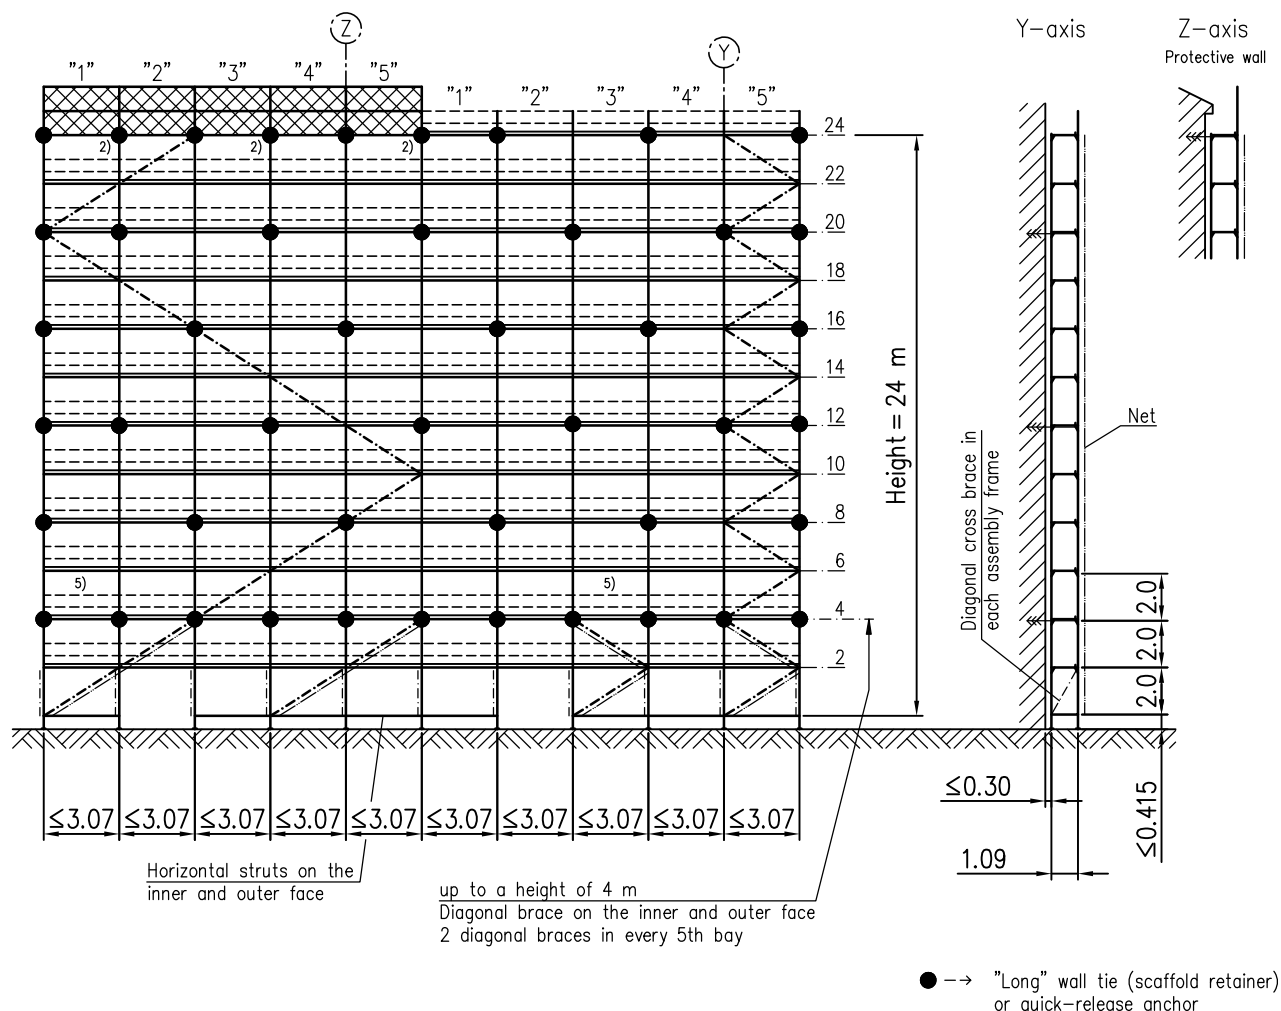 Z
Y
Y-axis
Z-axis
Protective wall
"1" "2" "3" "4" "5"
"1" "2" "3" "4" "5"
2) 2) 2)
24
22
20
18
16
14
12
10
8
6
4
2
5) 5)
Height = 24 m
Net
Diagonal cross brace in
each assembly frame
2.0
2.0
2.0
≤0.30
≤0.415
1.09
≤3.07 ≤3.07 ≤3.07 ≤3.07 ≤3.07 ≤3.07 ≤3.07 ≤3.07 ≤3.07 ≤3.07
Horizontal struts on the
inner and outer face
up to a height of 4 m
Diagonal brace on the inner and outer face
2 diagonal braces in every 5th bay
"Long" wall tie (scaffold retainer)
or quick-release anchor